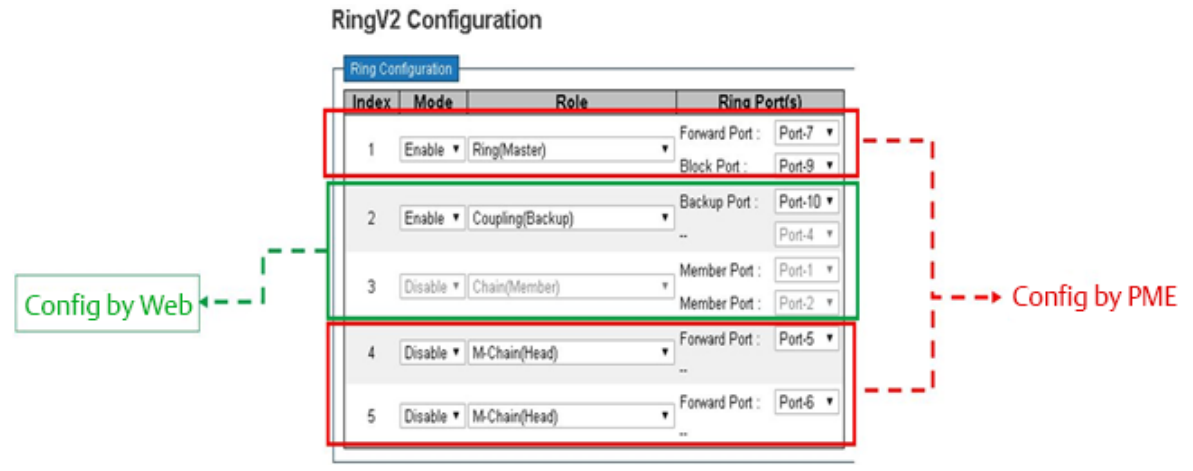 RingV2 Configuration
Ring Configuration
Index Mode Role Ring Port(s)
1 Enable Ring(Master) Forward Port : Port-7
Block Port : Port-9
2 Enable Coupling(Backup) Backup Port : Port-10
-- Port-4
3 Disable Chain(Member) Member Port : Port-1
Member Port : Port-2
4 Disable M-Chain(Head) Forward Port : Port-5
--
5 Disable M-Chain(Head) Forward Port : Port-6
--
Config by Web
Config by PME